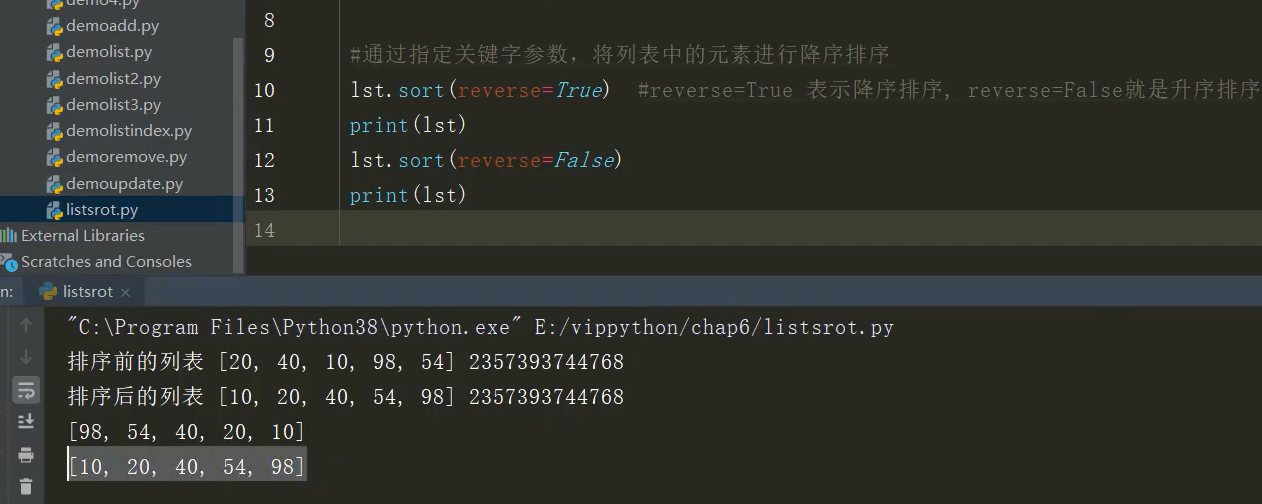 demo4.py
demoadd.py
demolist.py
demolist2.py
demolist3.py
demolistindex.py
demoremove.py
demoupdate.py
listsrot.py
External Libraries
Scratches and Consoles
8
9 #通过指定关键字参数，将列表中的元素进行降序排序
10 lst.sort(reverse=True) #reverse=True 表示降序排序, reverse=False就是升序排序
11 print(lst)
12 lst.sort(reverse=False)
13 print(lst)
14
n: listsrot ×
"C:\Program Files\Python38\python.exe" E:/vippython/chap6/listsrot.py
排序前的列表 [20, 40, 10, 98, 54] 2357393744768
排序后的列表 [10, 20, 40, 54, 98] 2357393744768
[98, 54, 40, 20, 10]
[10, 20, 40, 54, 98]